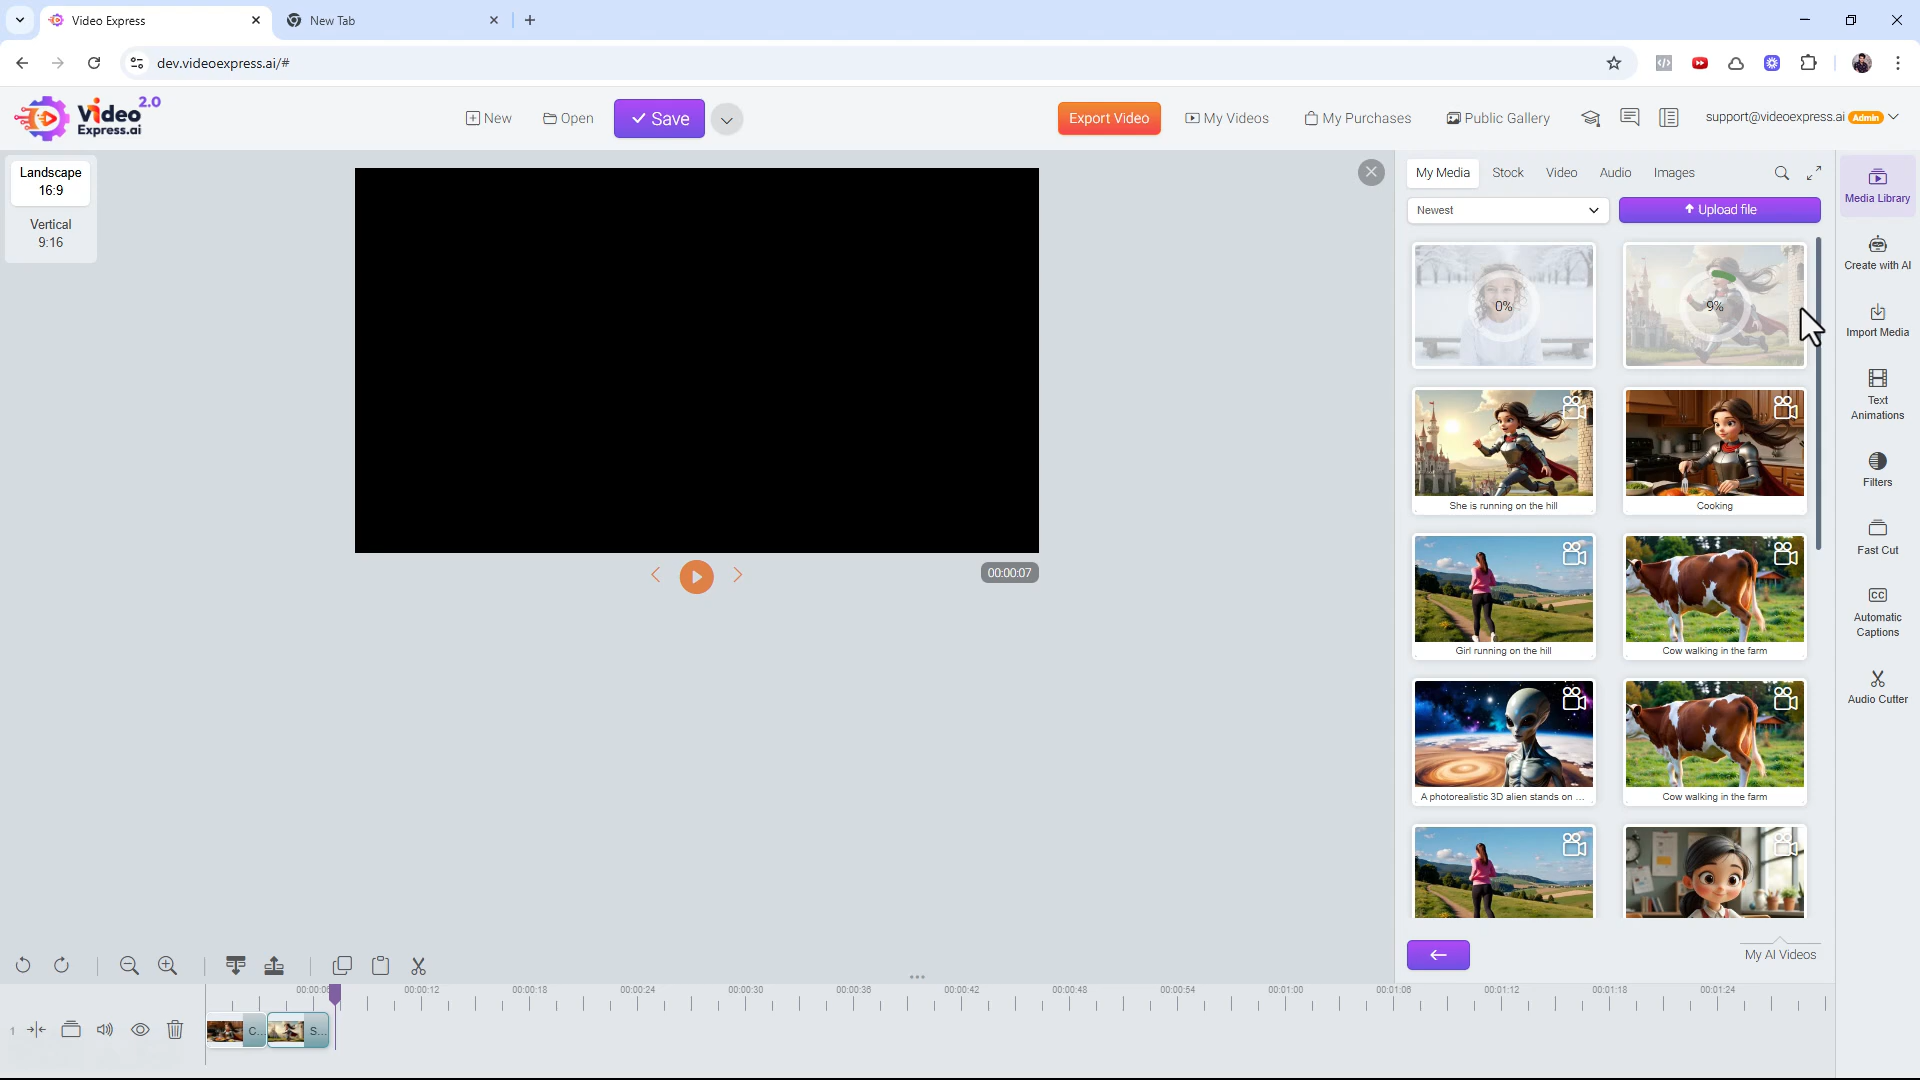 Video Express
New Tab
dev.videoexpress.ai/#
Video 2.0
Express.ai
New
Open
Save
Export Video
My Videos
My Purchases
Public Gallery
support@videoexpress.ai Admin
Landscape
16:9
Vertical
9:16
My Media
Stock
Video
Audio
Images
Newest
Upload file
Media Library
Create with AI
Import Media
Text
Animations
Filters
Fast Cut
CC
Automatic
Captions
Audio Cutter
0%
9%
She is running on the hill
Cooking
Girl running on the hill
Cow walking in the farm
A photorealistic 3D alien stands on ...
Cow walking in the farm
My AI Videos
00:00:07
00:00:12
00:00:18
00:00:24
00:00:30
00:00:36
00:00:42
00:00:48
00:00:54
00:01:00
00:01:06
00:01:12
00:01:18
00:01:24
1
C...
S...